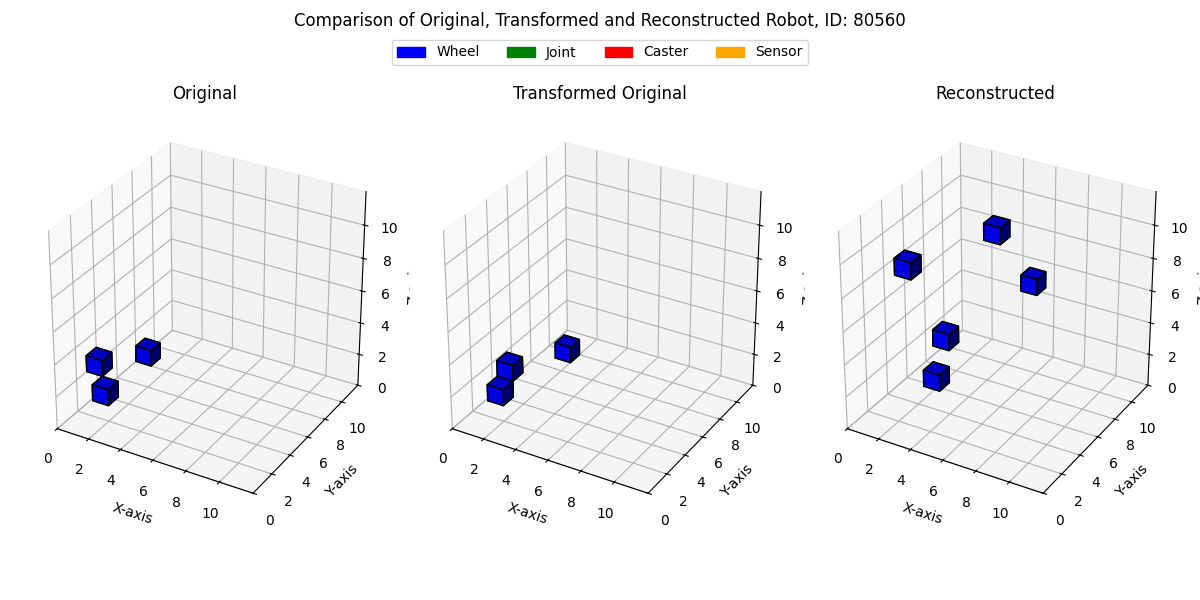 Comparison of Original, Transformed and Reconstructed Robot, ID: 80560
Wheel Joint Caster Sensor
Original
Transformed Original
Reconstructed
0 2 4 6 8 10
X-axis
0 2 4 6 8 10
Y-axis
0 2 4 6 8 10
0 2 4 6 8 10
X-axis
0 2 4 6 8 10
Y-axis
0 2 4 6 8 10
0 2 4 6 8 10
X-axis
0 2 4 6 8 10
Y-axis
0 2 4 6 8 10